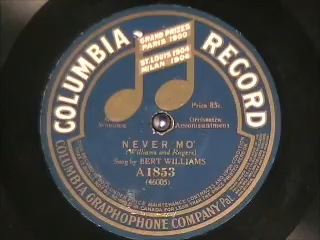 COLUMBIA RECORD
GRAND PRIZES
PARIS 1900
ST. LOUIS 1904
MILAN 1906
Price 85c.
Orchestra
Accompaniment
NEVER MO'
(Williams and Rogers)
Sung by BERT WILLIAMS
A1853
(46005)
COLUMBIA GRAPHOPHONE COMPANY